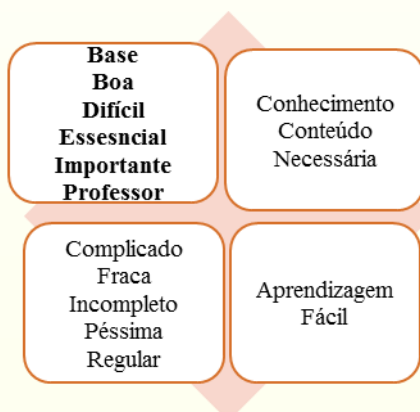 Base
Boa
Difícil
Essesncial
Importante
Professor
Conhecimento
Conteúdo
Necessária
Complicado
Fraca
Incompleto
Péssima
Regular
Aprendizagem
Fácil